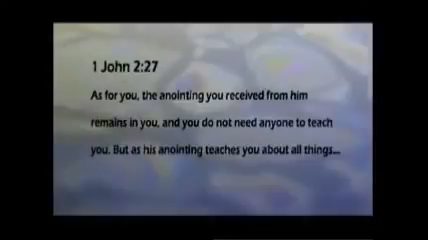 1 John 2:27
As for you, the anointing you received from him
remains in you, and you do not need anyone to teach
you. But as his anointing teaches you about all things...